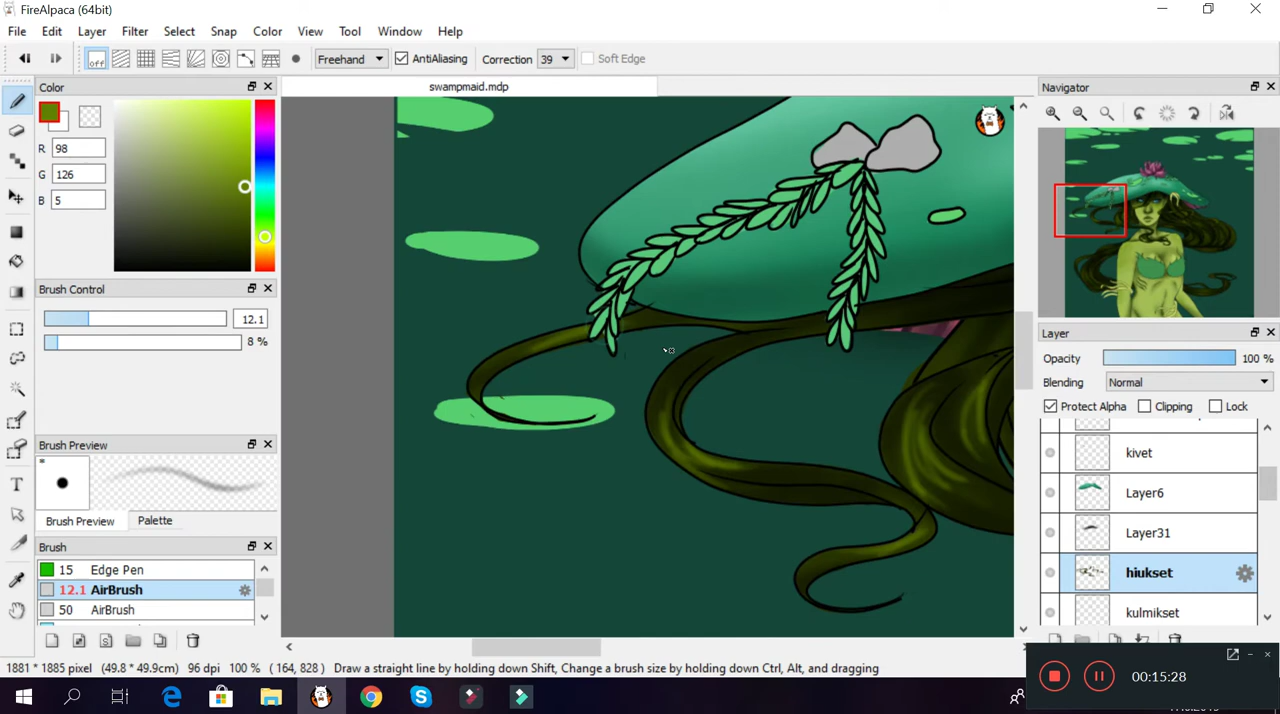 FireAlpaca (64bit)
File Edit Layer Filter Select Snap Color View Tool Window Help
off Freehand AntiAliasing Correction 39 Soft Edge
Color
R 98
G 126
B 5
Brush Control
12.1
8 %
Brush Preview
*
Brush Preview Palette
Brush
15 Edge Pen
12.1 AirBrush
50 AirBrush
swampmaid.mdp
Navigator
Layer
Opacity 100 %
Blending Normal
Protect Alpha Clipping Lock
kivet
Layer6
Layer31
hiukset
kulmikset
1881 * 1885 pixel (49.8 * 49.9cm) 96 dpi 100 % ( 164, 828 ) Draw a straight line by holding down Shift, Change a brush size by holding down Ctrl, Alt, and dragging
00:15:28